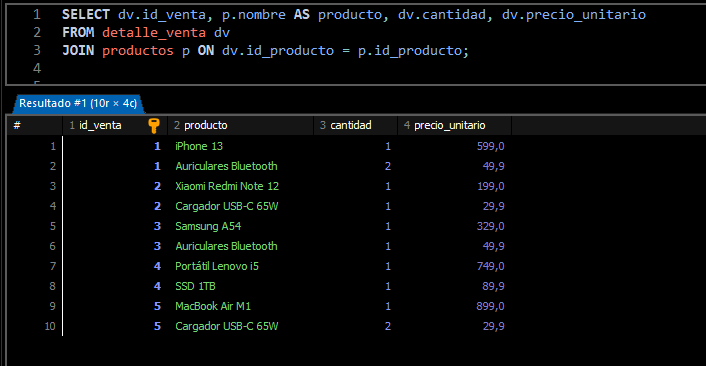 1 SELECT dv.id_venta, p.nombre AS producto, dv.cantidad, dv.precio_unitario
2 FROM detalle_venta dv
3 JOIN productos p ON dv.id_producto = p.id_producto;
4
5
Resultado #1 (10r × 4c)
# 1 id_venta 2 producto 3 cantidad 4 precio_unitario
1 1 iPhone 13 1 599,0
2 1 Auriculares Bluetooth 2 49,9
3 2 Xiaomi Redmi Note 12 1 199,0
4 2 Cargador USB-C 65W 1 29,9
5 3 Samsung A54 1 329,0
6 3 Auriculares Bluetooth 1 49,9
7 4 Portátil Lenovo i5 1 749,0
8 4 SSD 1TB 1 89,9
9 5 MacBook Air M1 1 899,0
10 5 Cargador USB-C 65W 2 29,9